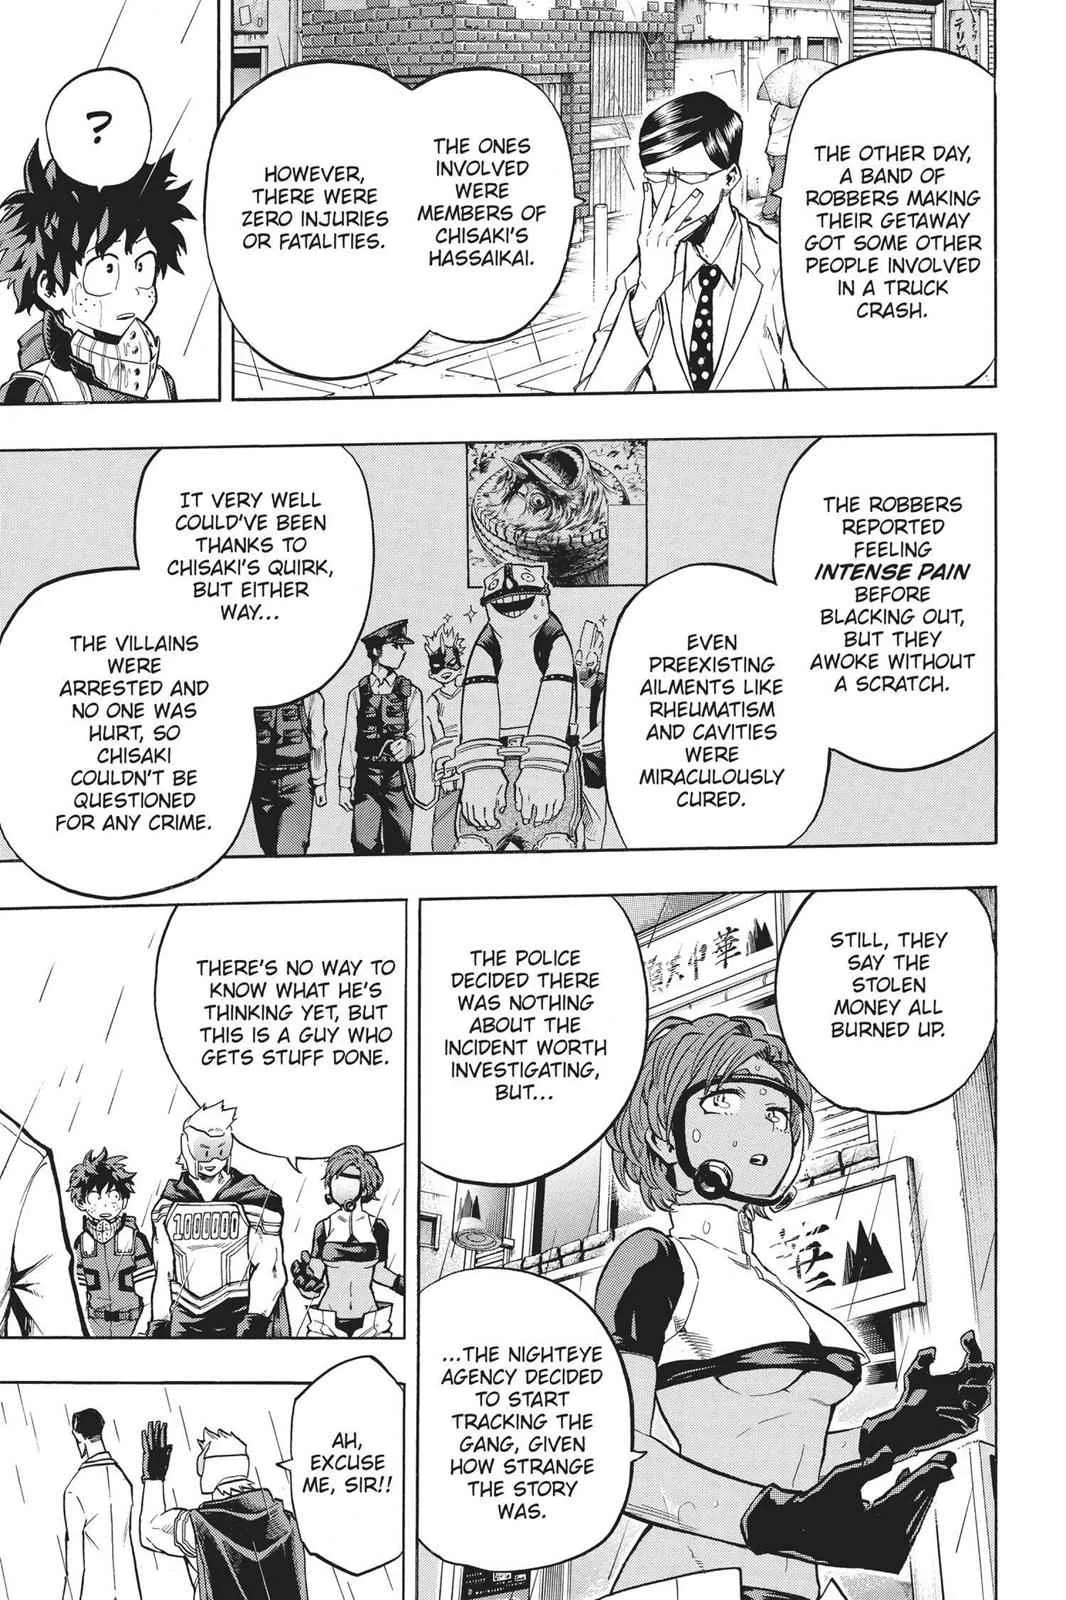 THE OTHER DAY,
A BAND OF
ROBBERS MAKING
THEIR GETAWAY
GOT SOME OTHER
PEOPLE INVOLVED
IN A TRUCK
CRASH.
THE ONES
INVOLVED
WERE
MEMBERS OF
CHISAKI'S
HASSAIKAI.
HOWEVER,
THERE WERE
ZERO INJURIES
OR FATALITIES.
?
THE ROBBERS
REPORTED
FEELING
INTENSE PAIN
BEFORE
BLACKING OUT,
BUT THEY
AWOKE WITHOUT
A SCRATCH.
EVEN
PREEXISTING
AILMENTS LIKE
RHEUMATISM
AND CAVITIES
WERE
MIRACULOUSLY
CURED.
IT VERY WELL
COULD'VE BEEN
THANKS TO
CHISAKI'S QUIRK,
BUT EITHER
WAY...
THE VILLAINS
WERE
ARRESTED AND
NO ONE WAS
HURT, SO
CHISAKI
COULDN'T BE
QUESTIONED
FOR ANY CRIME.
STILL, THEY
SAY THE
STOLEN
MONEY ALL
BURNED UP.
THE POLICE
DECIDED THERE
WAS NOTHING
ABOUT THE
INCIDENT WORTH
INVESTIGATING,
BUT...
...THE NIGHTEYE
AGENCY DECIDED
TO START
TRACKING THE
GANG, GIVEN
HOW STRANGE
THE STORY
WAS.
THERE'S NO WAY TO
KNOW WHAT HE'S
THINKING YET, BUT
THIS IS A GUY WHO
GETS STUFF DONE.
1000000
AH,
EXCUSE
ME, SIR!!